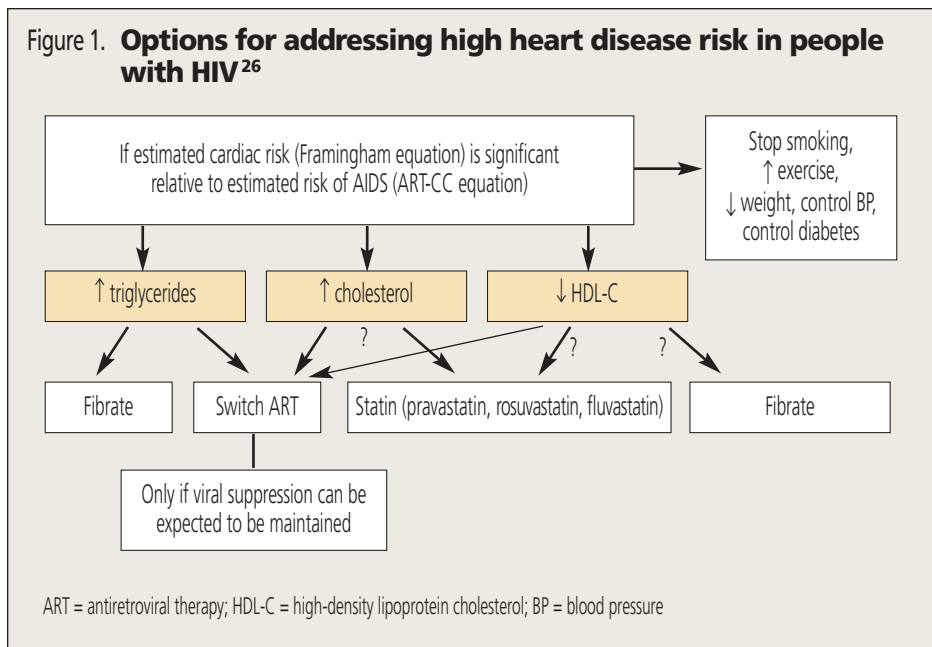 Figure 1. Options for addressing high heart disease risk in people
with HIV26
If estimated cardiac risk (Framingham equation) is significant
relative to estimated risk of AIDS (ART-CC equation)
Stop smoking,
↑ exercise,
↓ weight, control BP,
control diabetes
↑ triglycerides
↑ cholesterol
↓ HDL-C
?
?
?
Fibrate
Switch ART
Statin (pravastatin, rosuvastatin, fluvastatin)
Fibrate
Only if viral suppression can be
expected to be maintained
ART = antiretroviral therapy; HDL-C = high-density lipoprotein cholesterol; BP = blood pressure